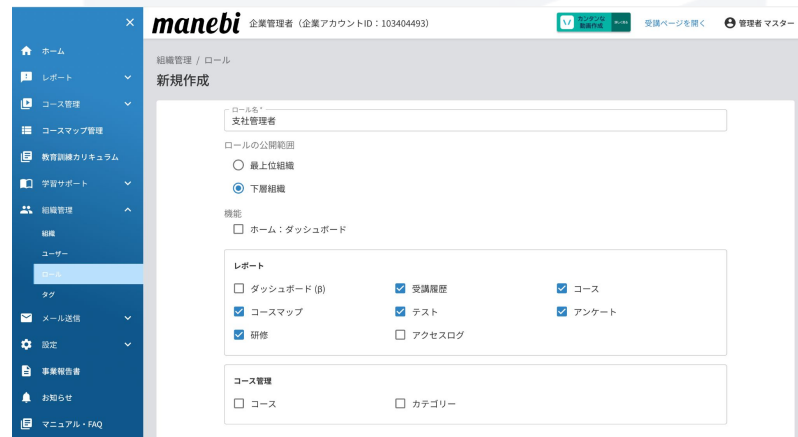 ×
manebi 企業管理者（企業アカウントID：103404493）
カンタンな
動画作成
受講ページを開く
管理者 マスター
ホーム
レポート
コース管理
コースマップ管理
教育訓練カリキュラム
学習サポート
組織管理
組織
ユーザー
ロール
タグ
メール送信
設定
事業報告書
お知らせ
マニュアル・FAQ
組織管理 / ロール
新規作成
ロール名*
支社管理者
ロールの公開範囲
最上位組織
下層組織
機能
ホーム：ダッシュボード
レポート
ダッシュボード (β) 受講履歴 コース
コースマップ テスト アンケート
研修 アクセスログ
コース管理
コース カテゴリー